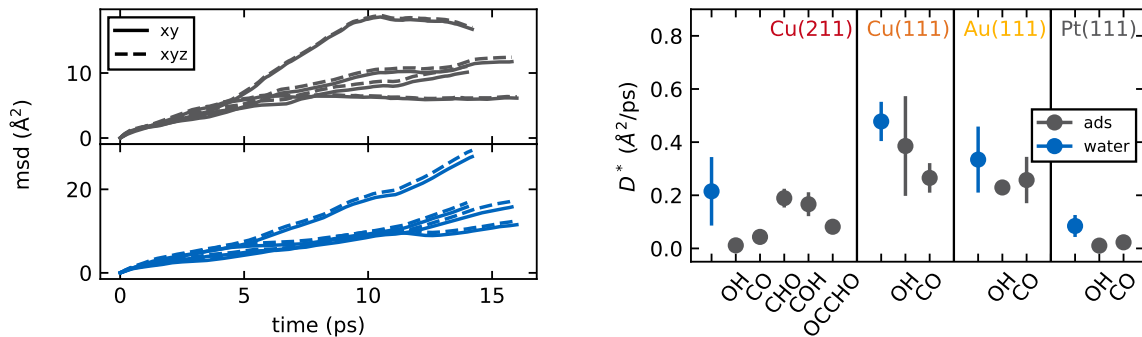 xy
xyz
msd (Å²)
10
0
20
0
0
5
10
15
time (ps)
D* (Å²/ps)
0.8
0.6
0.4
0.2
0.0
Cu(211)
Cu(111)
Au(111)
Pt(111)
ads
water
OH
CO
CHO
COH
OCCHO
OH
CO
OH
CO
OH
CO